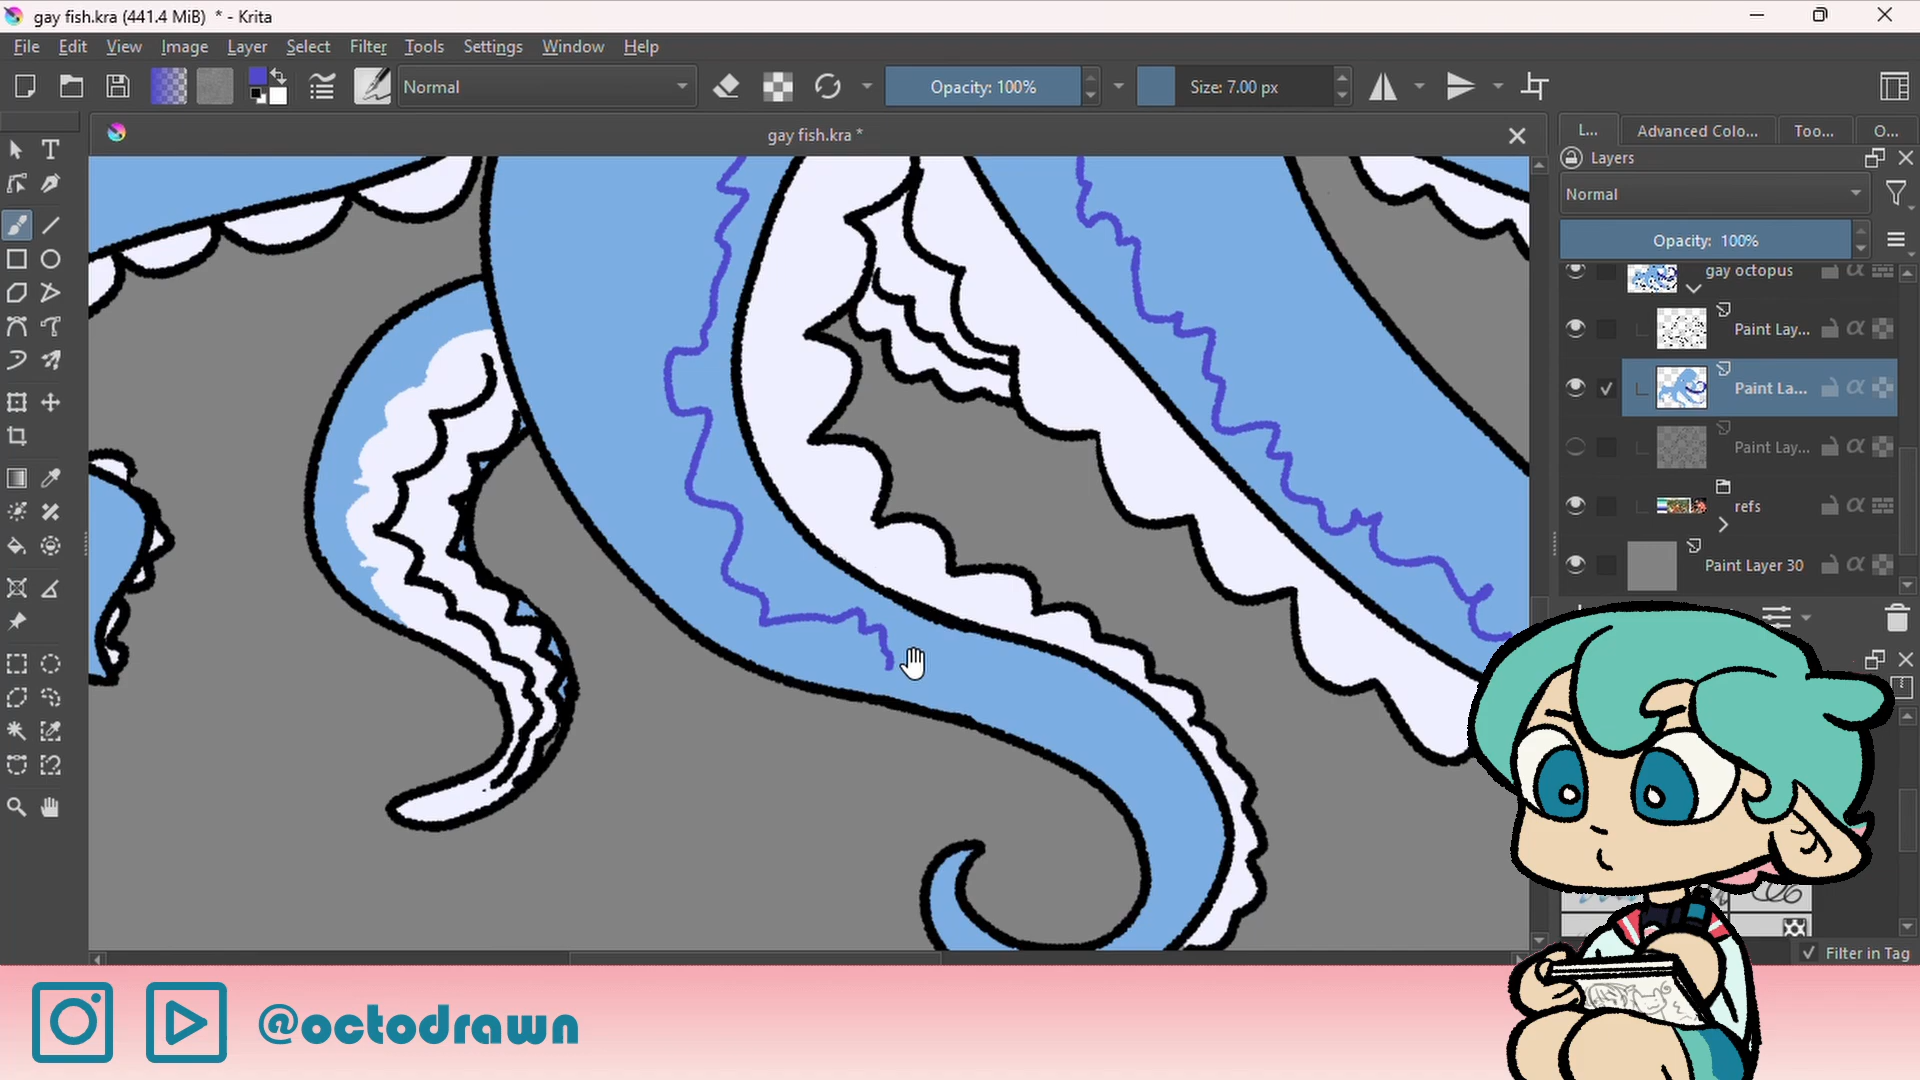 gay fish.kra (441.4 MiB) * - Krita
File Edit View Image Layer Select Filter Tools Settings Window Help
Normal
Opacity: 100%
Size: 7.00 px
gay fish.kra *
L... Advanced Colo... Too... O...
Layers
Normal
Opacity: 100%
gay octopus
Paint Lay...
Paint La...
Paint Lay...
refs
Paint Layer 30
Filter in Tag
@octodrawn